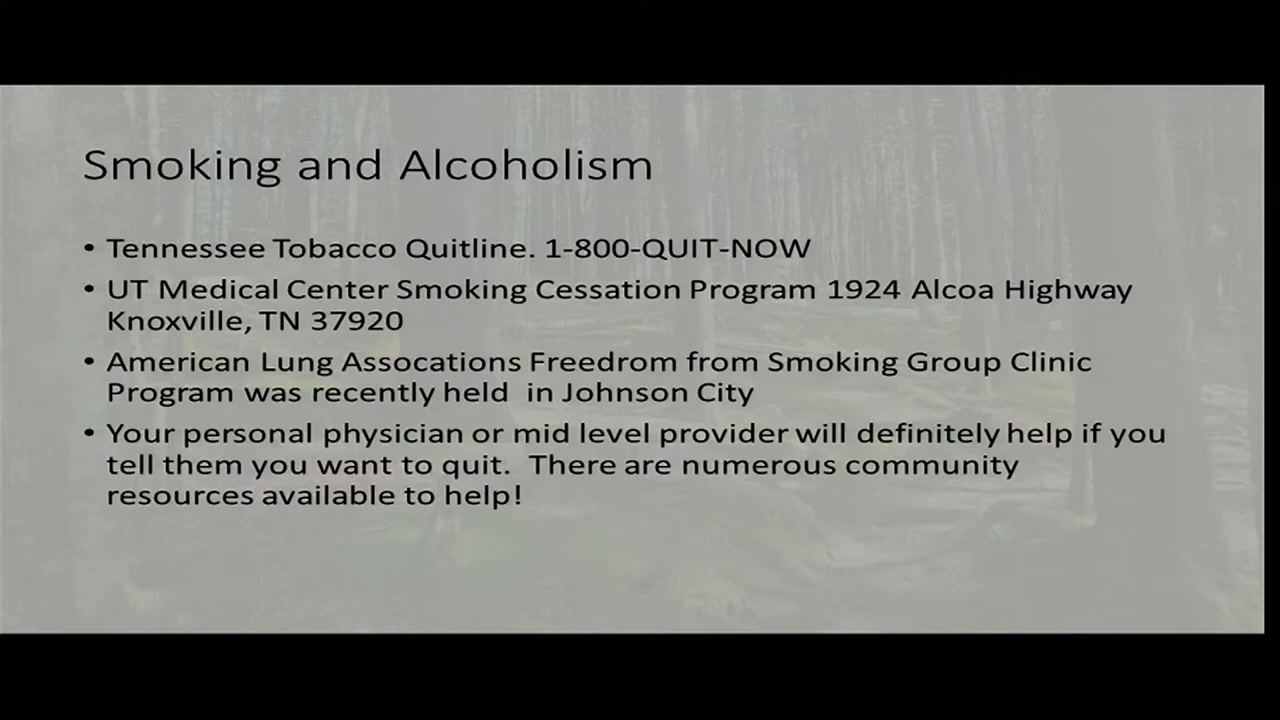 Smoking and Alcoholism
• Tennessee Tobacco Quitline. 1-800-QUIT-NOW
• UT Medical Center Smoking Cessation Program 1924 Alcoa Highway
Knoxville, TN 37920
• American Lung Assocations Freedrom from Smoking Group Clinic
Program was recently held  in Johnson City
• Your personal physician or mid level provider will definitely help if you
tell them you want to quit.  There are numerous community
resources available to help!